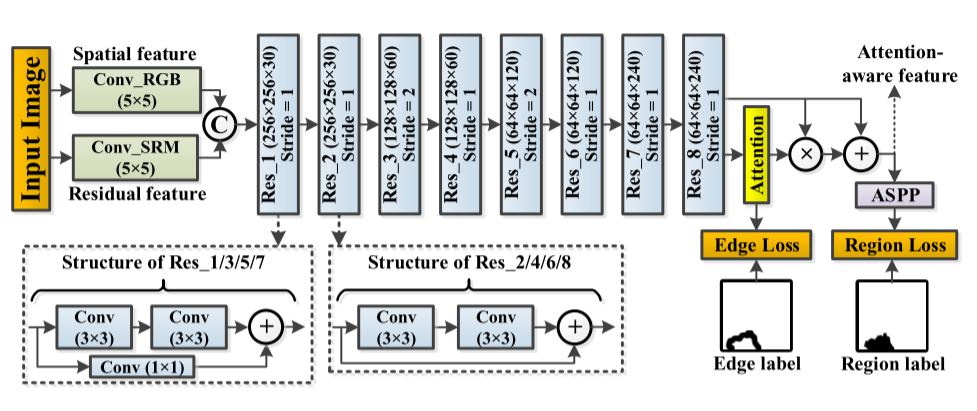 Input Image
Spatial feature
Conv_RGB
(5×5)
Conv_SRM
(5×5)
Residual feature
C
Res_1 (256×256×30)
Stride = 1
Res_2 (256×256×30)
Stride = 1
Res_3 (128×128×60)
Stride = 2
Res_4 (128×128×60)
Stride = 1
Res_5 (64×64×120)
Stride = 2
Res_6 (64×64×120)
Stride = 1
Res_7 (64×64×240)
Stride = 1
Res_8 (64×64×240)
Stride = 1
Attention
×
+
Attention-
aware feature
ASPP
Edge Loss
Region Loss
Edge label
Region label
Structure of Res_1/3/5/7
Conv
(3×3)
Conv
(3×3)
+
Conv (1×1)
Structure of Res_2/4/6/8
Conv
(3×3)
Conv
(3×3)
+